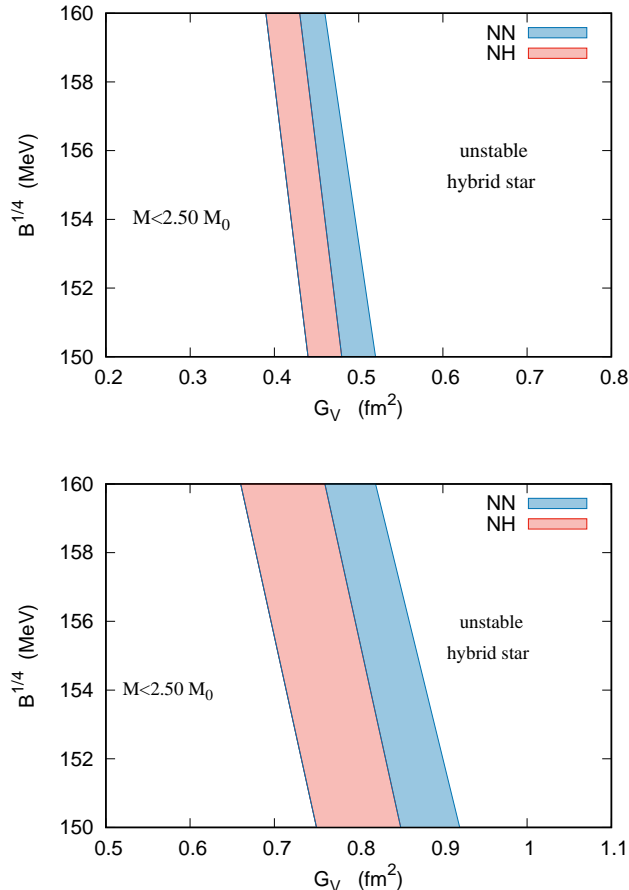 160
158
156
154
152
150
B^{1/4} (MeV)
NN
NH
unstable
hybrid star
M<2.50 M_0
0.2 0.3 0.4 0.5 0.6 0.7 0.8
G_V (fm^2)
160
158
156
154
152
150
B^{1/4} (MeV)
NN
NH
unstable
hybrid star
M<2.50 M_0
0.5 0.6 0.7 0.8 0.9 1 1.1
G_V (fm^2)